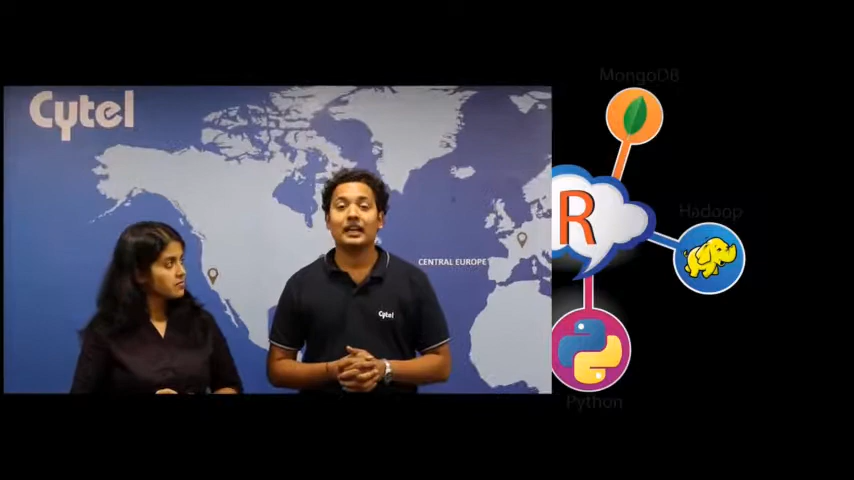 MongoDB
Cytel
R
Hadoop
CENTRAL EUROPE
Cytel
Python